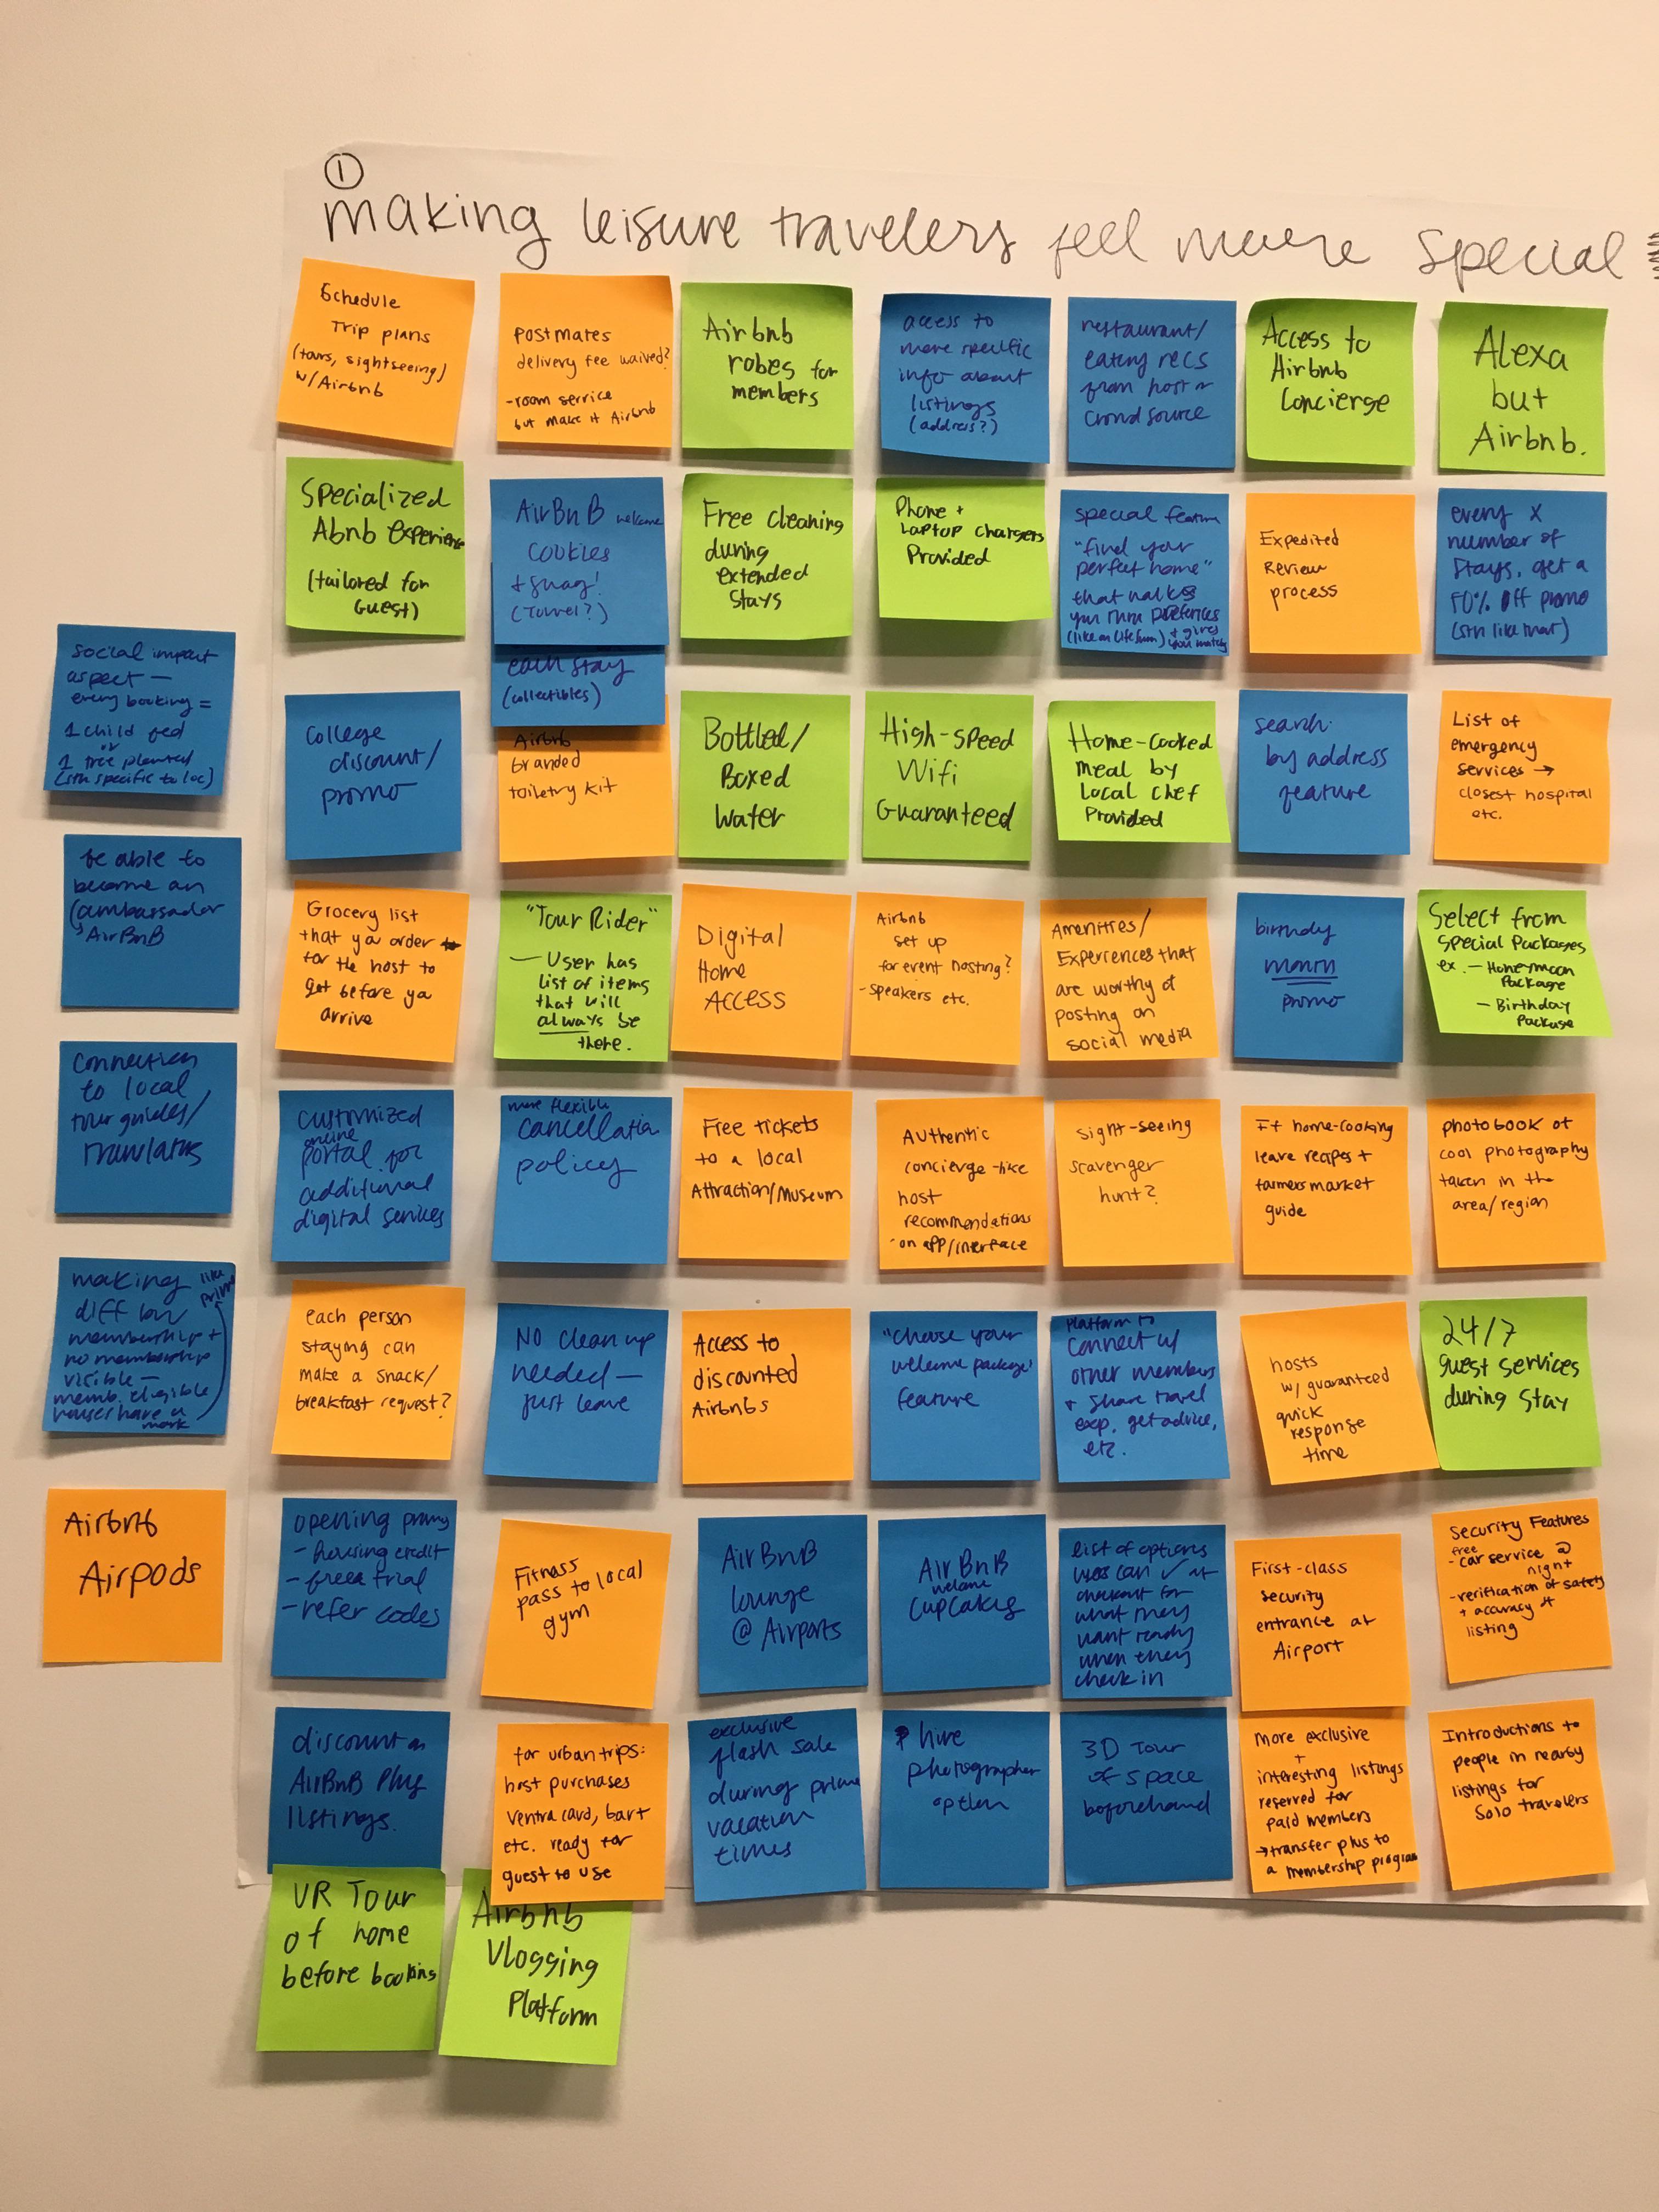 ①
making leisure travelers feel more special
Schedule
Trip plans
(tours, sightseeing)
w/Airbnb
postmates
delivery fee waived?
-room service
but make it Airbnb
Airbnb
robes for
members
access to
more specific
info about
listings
(address?)
restaurant/
eating recs
from host or
crowdsource
Access to
Airbnb
Concierge
Alexa
but
Airbnb.
Specialized
Abnb Experience
(tailored for
Guest)
AirBnB welcome
cookies
+ swag!
(towel?)
each stay
(collectibles)
Free cleaning
during
extended
stays
Phone +
Laptop Chargers
Provided
special feature
"find your
perfect home"
that walks
you thru preferences
(like an ) + gives
you matches
Expedited
Review
process
every x
number of
stays, get a
50% off promo
(sth like that)
social impact
aspect —
every booking =
1 child fed
or
1 tree planted
(sth specific to loc)
College
discount/
promo
Airbnb
branded
toiletry kit
Bottled/
Boxed
Water
High-speed
Wifi
Guaranteed
Home-cooked
meal by
Local chef
Provided
search
by address
feature
List of
emergency
services →
closest hospital
etc.
be able to
become an
ambassador
AirBnB
Grocery list
that you order
for the host to
get before you
arrive
"Tour Rider"
— User has
list of items
that will
always be
there.
Digital
Home
Access
Airbnb
set up
for event hosting?
-speakers etc.
Amenities/
Experiences that
are worthy of
posting on
social media
birthday
month
promo
Select from
Special Packages
ex. — Honeymoon
Package
— Birthday
Package
connection
to local
tour guides/
translators
customized
online
portal for
additional
digital services
more flexible
cancellation
policy
Free tickets
to a local
Attraction/Museum
Authentic
concierge-like
host
recommendations
on app/interface
sight-seeing
scavenger
hunt?
If home-cooking
leave recipes +
farmers market
guide
photobook of
cool photography
taken in the
area/region
making like
diff btw prime
membership +
no membership
visible —
memb. eligible
houses have a
mark
each person
staying can
make a snack/
breakfast request?
NO clean up
needed —
just leave
Access to
discounted
Airbnbs
"choose your
welcome package"
feature
platform to
connect w/
other members
+ share travel
exp, get advice,
etc.
hosts
w/ guaranteed
quick
response
time
24/7
guest services
during stay
Airbnb
Airpods
opening promo
- housing credit
- free trial
- refer codes
Fitness
pass to local
gym
AirBnB
lounge
@ Airports
AirBnB
welcome
cupcakes
list of options
users can ✓ at
checkout for
what they
want ready
when they
check in
First-class
security
entrance at
Airport
Security Features
free
- car service @
night
- verification of safety
+ accuracy of
listing
discount on
AirBnB Plus
listings.
for urban trips:
host purchases
ventra card, bart
etc. ready for
guest to use
exclusive
flash sale
during prime
vacation
times
hire
photographer
option
3D tour
of space
beforehand
More exclusive
+
interesting listings
reserved for
paid members
→ transfer plus to
a membership program
Introductions to
people in nearby
listings for
solo travelers
VR Tour
of home
before booking
Airbnb
Vlogging
Platform